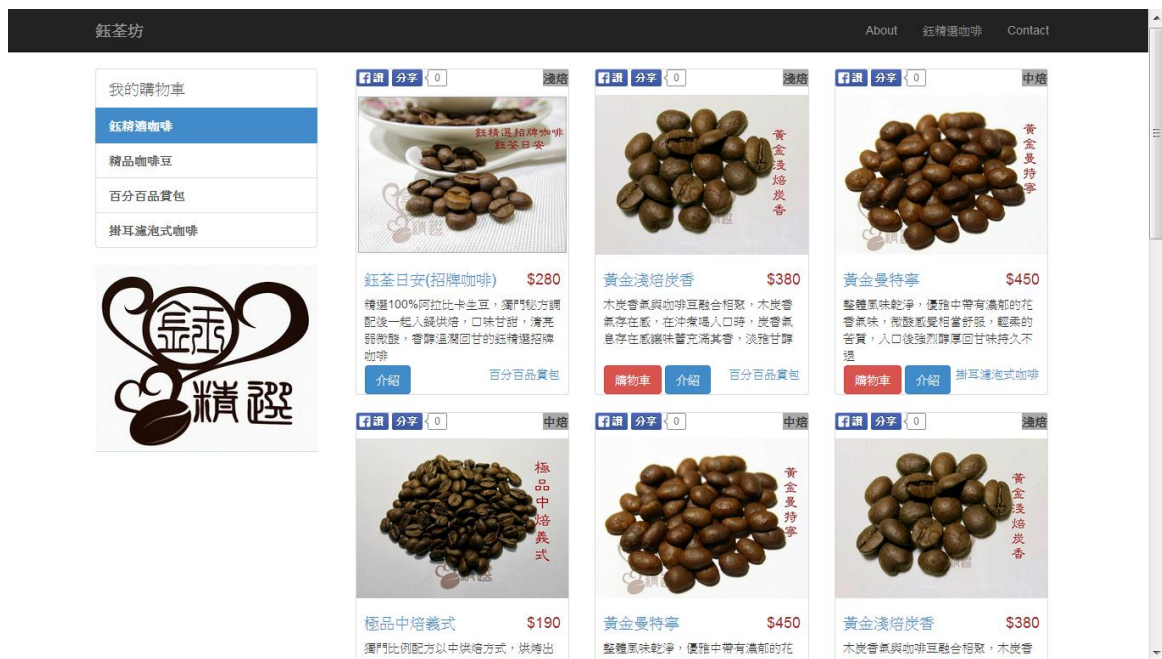 鈺荃坊
About 鈺精選咖啡 Contact
我的購物車
鈺精選咖啡
精品咖啡豆
百分百品賞包
掛耳濾泡式咖啡
鈺
精選
讚 分享 0 淺焙
鈺精選招牌咖啡
鈺荃日安
鈺荃日安(招牌咖啡) $280
精選100%阿拉比卡生豆,獨門秘方調
配後一起入鍋烘焙,口味甘甜,清亮
弱微酸,香醇溫潤回甘的鈺精選招牌
咖啡
介紹 百分百品賞包
讚 分享 0 淺焙
黃金淺焙炭香
黃金淺焙炭香 $380
木炭香氣與咖啡豆融合相聚,木炭香
氣存在感,在沖煮喝入口時,炭香氣
息存在感讓味蕾充滿其香,淡雅甘醇
購物車 介紹 百分百品賞包
讚 分享 0 中焙
黃金曼特寧
黃金曼特寧 $450
整體風味乾淨,優雅中帶有濃郁的花
香氣味,微酸感覺相當舒服,輕柔的
苦質,入口後強烈醇厚回甘味持久不
退
購物車 介紹 掛耳濾泡式咖啡
讚 分享 0 中焙
極品中焙義式
極品中焙義式 $190
獨門比例配方以中烘焙方式,烘焙出
讚 分享 0 中焙
黃金曼特寧
黃金曼特寧 $450
整體風味乾淨,優雅中帶有濃郁的花
讚 分享 0 淺焙
黃金淺焙炭香
黃金淺焙炭香 $380
木炭香氣與咖啡豆融合相聚,木炭香